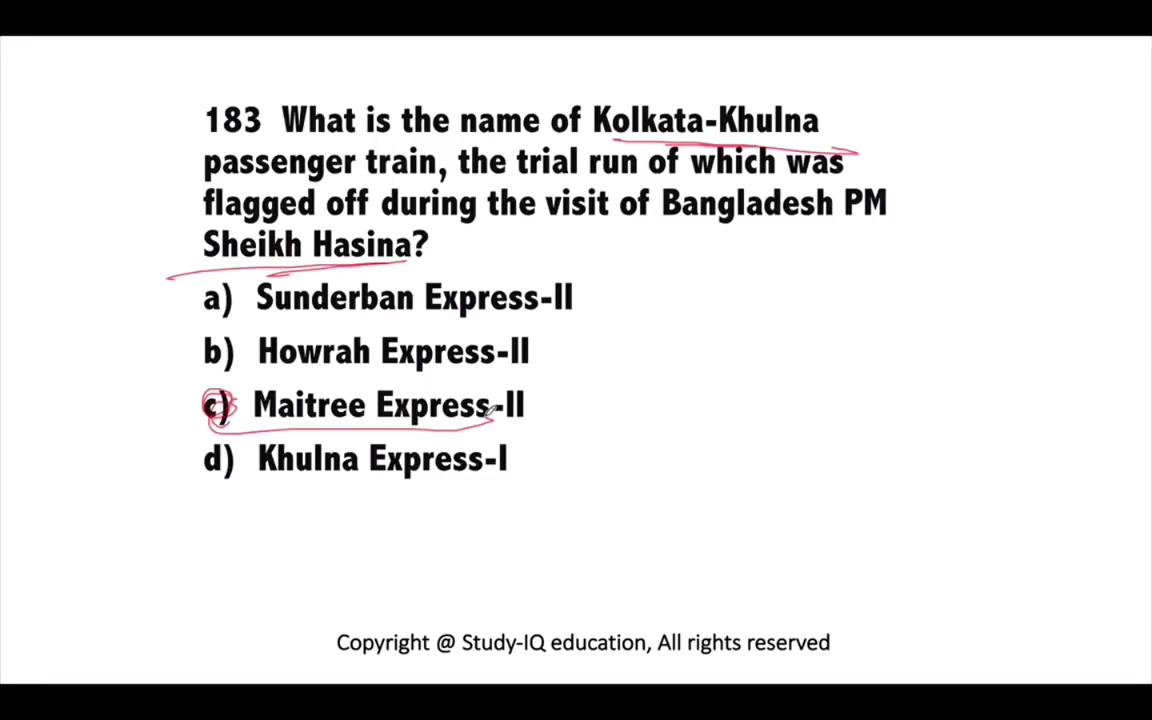 183 What is the name of Kolkata-Khulna
passenger train, the trial run of which was
flagged off during the visit of Bangladesh PM
Sheikh Hasina?
a) Sunderban Express-II
b) Howrah Express-II
c) Maitree Express-II
d) Khulna Express-I
Copyright @ Study-IQ education, All rights reserved